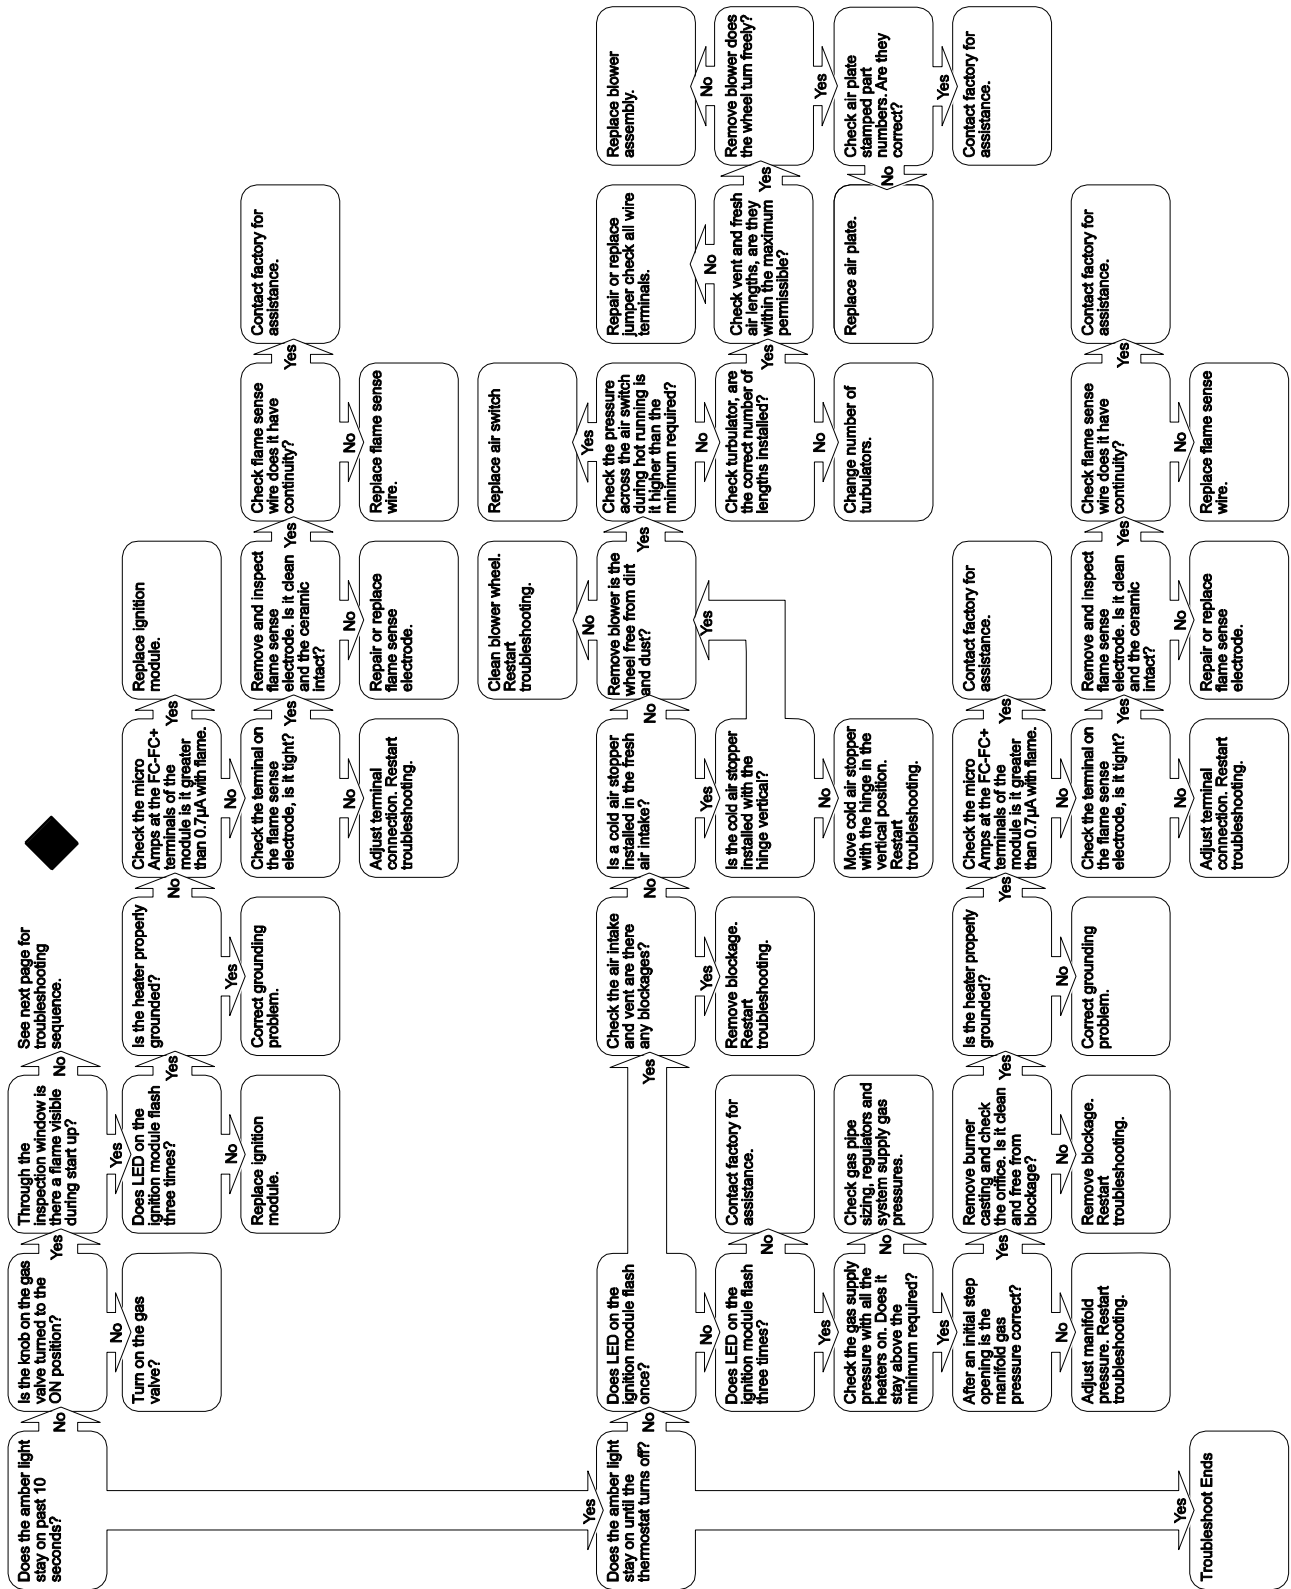 Does the amber light
stay on past 10
seconds?
No
Is the knob on the gas
valve turned to the
ON position?
Yes
Through the
inspection window is
there a flame visible
during start up?
No
See next page for
troubleshooting
sequence.
No
Turn on the gas
valve?
Yes
Does LED on the
ignition module flash
three times?
Yes
Is the heater properly
grounded?
No
Check the micro
Amps at the FC-FC+
terminals of the
module is it greater
than 0.7µA with flame.
Yes
Replace ignition
module.
No
Replace ignition
module.
Yes
Correct grounding
problem.
No
Check the terminal on
the flame sense
electrode, is it tight?
Yes
Remove and inspect
flame sense
electrode. Is it clean
and the ceramic
intact?
Yes
Check flame sense
wire does it have
continuity?
Yes
Contact factory for
assistance.
No
Adjust terminal
connection. Restart
troubleshooting.
No
Repair or replace
flame sense
electrode.
No
Replace flame sense
wire.
Yes
Does the amber light
stay on until the
thermostat turns off?
No
Does LED on the
ignition module flash
once?
Yes
Check the air intake
and vent are there
any blockages?
No
Is a cold air stopper
installed in the fresh
air intake?
No
Remove blower is the
wheel free from dirt
and dust?
Yes
Check the pressure
across the air switch
during hot running is
it higher than the
minimum required?
No
Clean blower wheel.
Restart
troubleshooting.
Yes
Replace air switch
Yes
Remove blockage.
Restart
troubleshooting.
Yes
Is the cold air stopper
installed with the
hinge vertical?
Yes
No
Move cold air stopper
with the hinge in the
vertical position.
Restart
troubleshooting.
No
Check turbulator, are
the correct number of
lengths installed?
Yes
Check vent and fresh
air lengths, are they
within the maximum
permissible?
Yes
Remove blower does
the wheel turn freely?
No
Repair or replace
jumper check all wire
terminals.
No
Replace blower
assembly.
No
Change number of
turbulators.
Yes
Check air plate
stamped part
numbers. Are they
correct?
No
Replace air plate.
Yes
Contact factory for
assistance.
No
Does LED on the
ignition module flash
three times?
No
Contact factory for
assistance.
Yes
Check the gas supply
pressure with all the
heaters on. Does it
stay above the
minimum required?
No
Check gas pipe
sizing, regulators and
system supply gas
pressures.
Yes
After an initial step
opening is the
manifold gas
pressure correct?
Yes
Remove burner
casting and check
the orifice. Is it clean
and free from
blockage?
Yes
Is the heater properly
grounded?
Yes
Check the micro
Amps at the FC-FC+
terminals of the
module is it greater
than 0.7µA with flame.
Yes
Contact factory for
assistance.
No
Adjust manifold
pressure. Restart
troubleshooting.
No
Remove blockage.
Restart
troubleshooting.
No
Correct grounding
problem.
No
Check the terminal on
the flame sense
electrode, is it tight?
Yes
Remove and inspect
flame sense
electrode. Is it clean
and the ceramic
intact?
Yes
Check flame sense
wire does it have
continuity?
Yes
Contact factory for
assistance.
No
Adjust terminal
connection. Restart
troubleshooting.
No
Repair or replace
flame sense
electrode.
No
Replace flame sense
wire.
Yes
Troubleshoot Ends